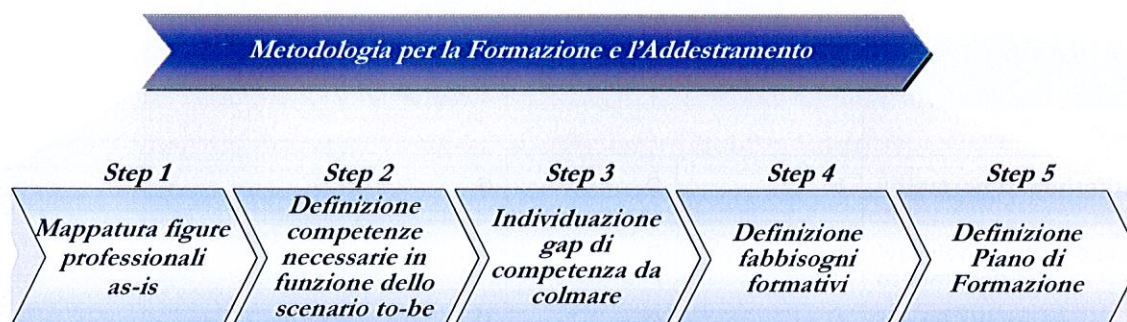 Metodologia per la Formazione e l'Addestramento
Step 1
Mappatura figure
professionali
as-is
Step 2
Definizione
competenze
necessarie in
funzione dello
scenario to-be
Step 3
Individuazione
gap di
competenza da
colmare
Step 4
Definizione
fabbisogni
formativi
Step 5
Definizione
Piano di
Formazione